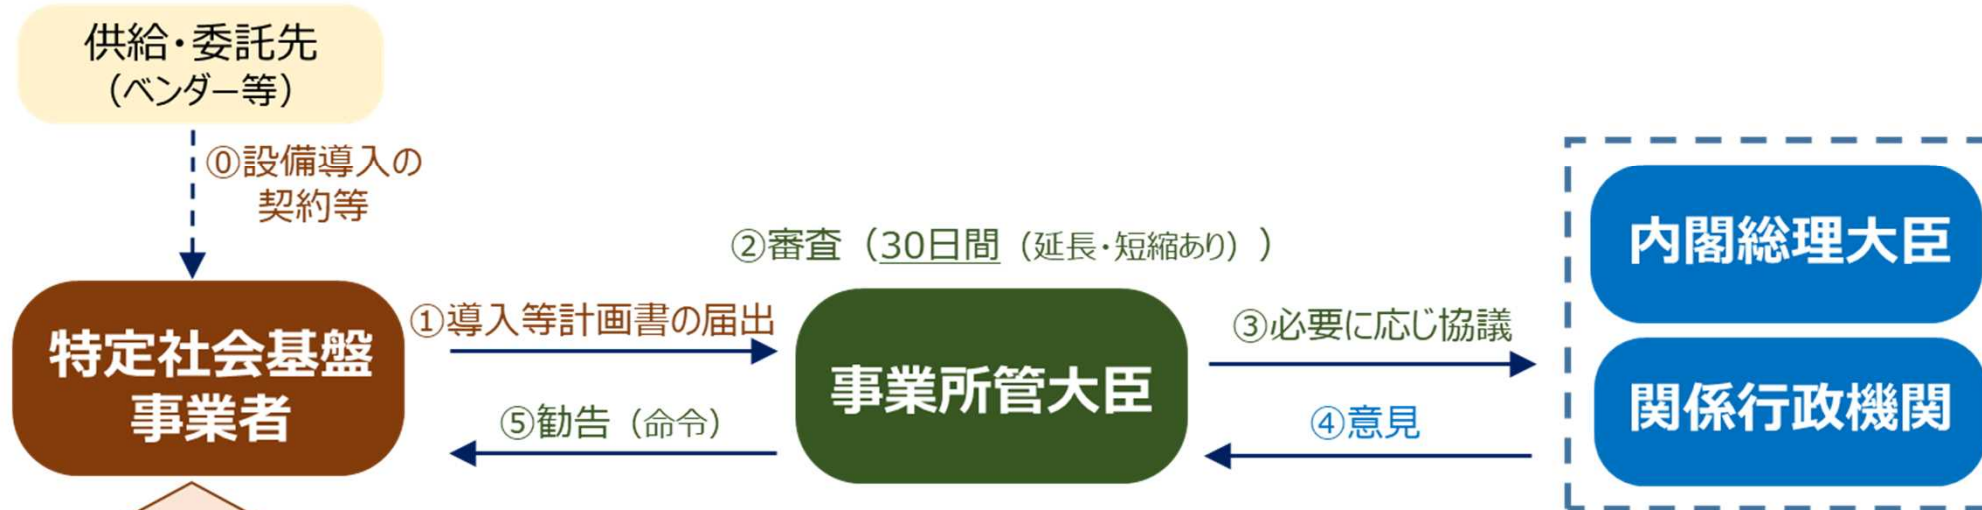 供給・委託先
（ベンダー等）
⓪設備導入の
契約等
②審査（30日間（延長・短縮あり））
特定社会基盤
事業者
①導入等計画書の届出
⑤勧告（命令）
事業所管大臣
③必要に応じ協議
④意見
内閣総理大臣
関係行政機関